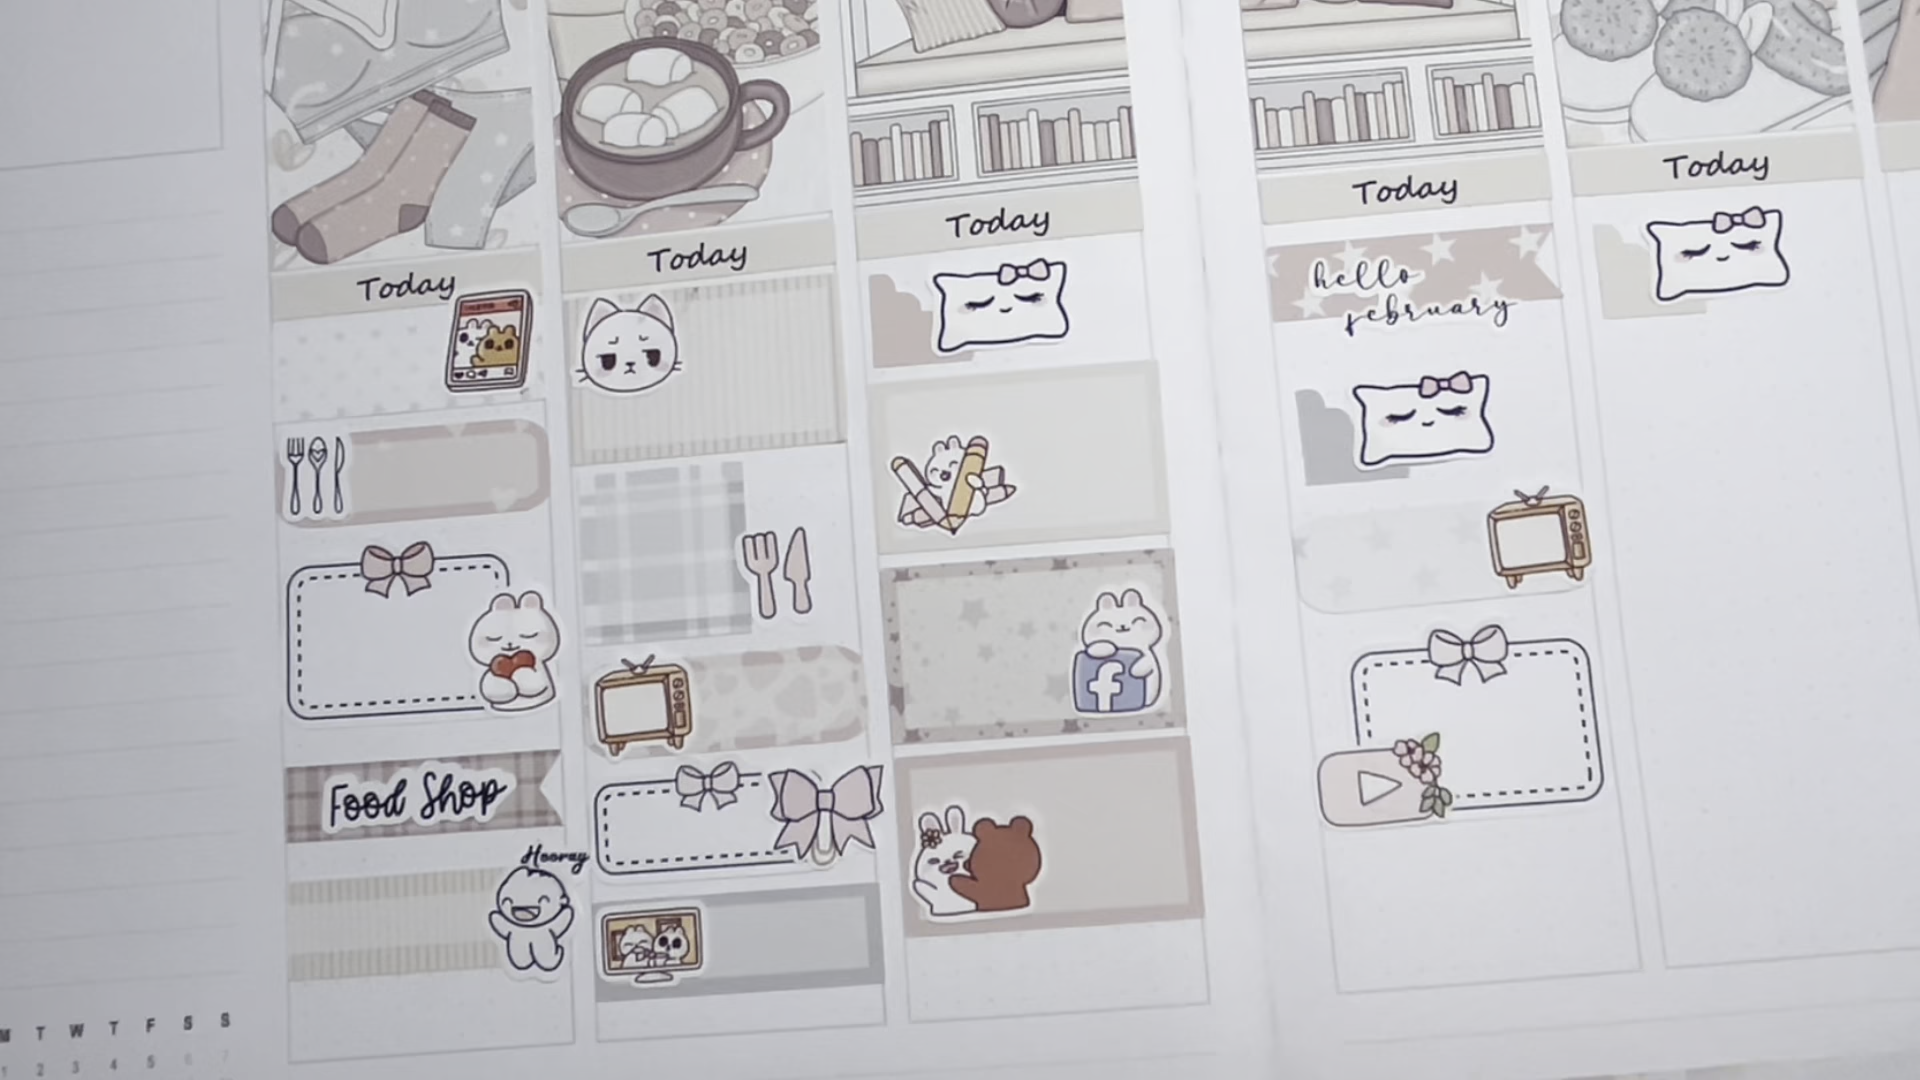 Today
Today
Today
Today
Today
hello
february
Food Shop
Hooray
f
M T W T F S S
1 2 3 4 5 6 7